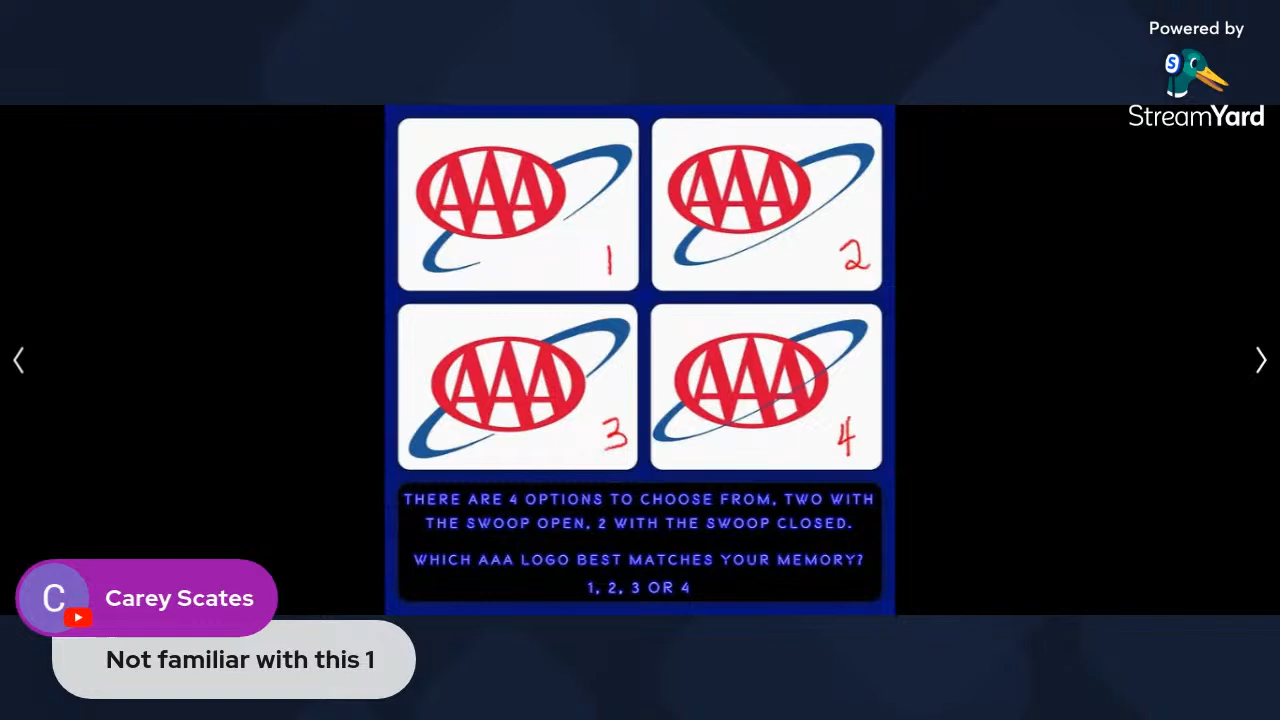 Powered by
S
StreamYard
AAA
1
AAA
2
AAA
3
AAA
4
THERE ARE 4 OPTIONS TO CHOOSE FROM, TWO WITH
THE SWOOP OPEN, 2 WITH THE SWOOP CLOSED.
WHICH AAA LOGO BEST MATCHES YOUR MEMORY?
1, 2, 3 OR 4
C
Carey Scates
Not familiar with this 1